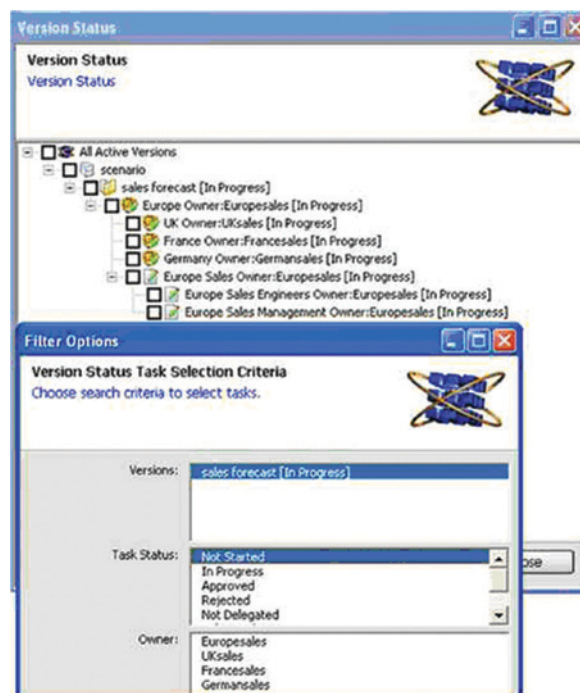 Version Status
Version Status
Version Status
All Active Versions
scenario
sales forecast [In Progress]
Europe Owner:Europesales [In Progress]
UK Owner:UKsales [In Progress]
France Owner:Francesales [In Progress]
Germany Owner:Germansales [In Progress]
Europe Sales Owner:Europesales [In Progress]
Europe Sales Engineers Owner:Europesales [In Progress]
Europe Sales Management Owner:Europesales [In Progress]
Filter Options
Version Status Task Selection Criteria
Choose search criteria to select tasks.
Versions: sales forecast [In Progress]
Task Status: Not Started
In Progress
Approved
Rejected
Not Delegated
ose
Owner: Europesales
UKsales
Francesales
Germansales